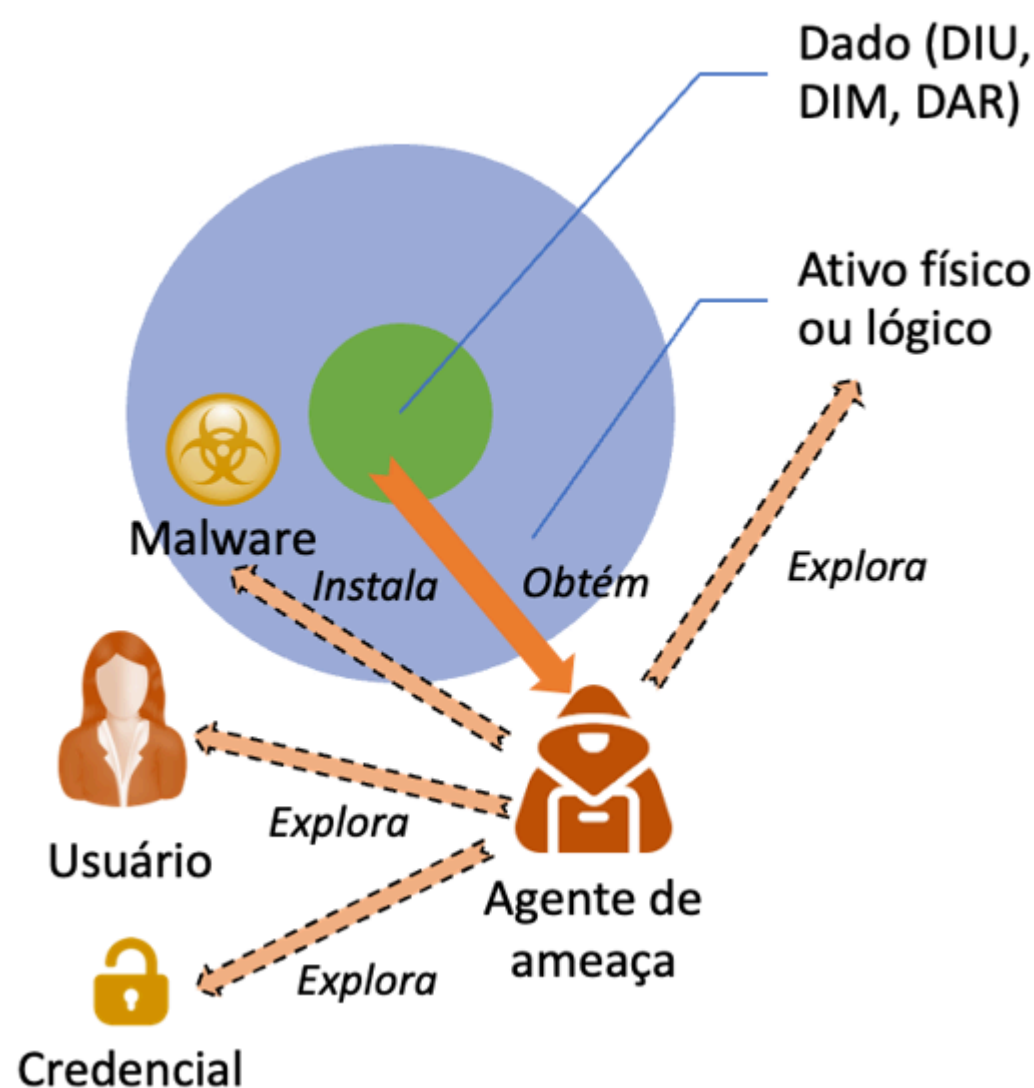 Dado (DIU,
DIM, DAR)
Ativo físico
ou lógico
Malware
Instala
Obtém
Explora
Usuário
Explora
Agente de
ameaça
Explora
Credencial